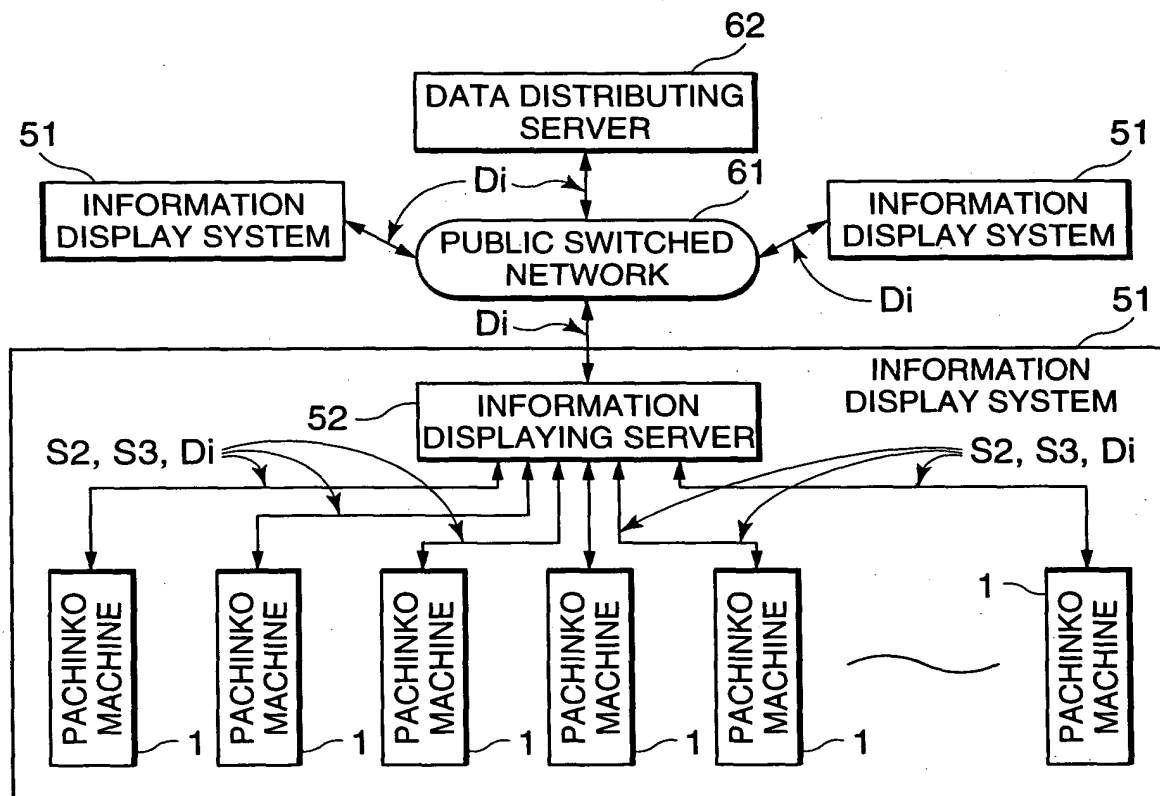 62
DATA DISTRIBUTING
SERVER
51
INFORMATION
DISPLAY SYSTEM
Di
61
PUBLIC SWITCHED
NETWORK
51
INFORMATION
DISPLAY SYSTEM
Di
Di
51
INFORMATION
DISPLAY SYSTEM
52
INFORMATION
DISPLAYING SERVER
S2, S3, Di
S2, S3, Di
PACHINKO
MACHINE
1
PACHINKO
MACHINE
1
PACHINKO
MACHINE
1
PACHINKO
MACHINE
1
PACHINKO
MACHINE
1
1
PACHINKO
MACHINE